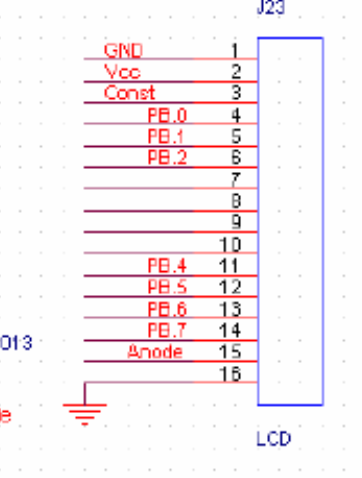 J23
GND 1
Vcc 2
Const 3
PB.0 4
PB.1 5
PB.2 6
7
8
9
10
PB.4 11
PB.5 12
PB.6 13
PB.7 14
013
Anode 15
16
e
LCD